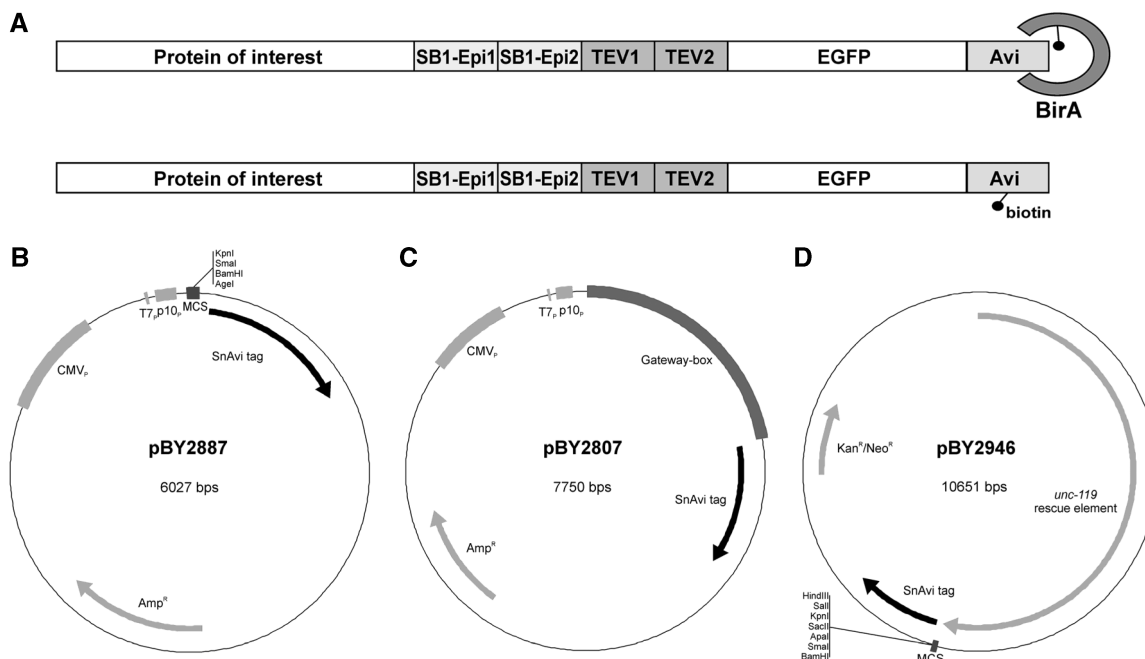 A
Protein of interest SB1-Epi1 SB1-Epi2 TEV1 TEV2 EGFP Avi
BirA
Protein of interest SB1-Epi1 SB1-Epi2 TEV1 TEV2 EGFP Avi
biotin
B
KpnI
SmaI
BamHI
AgeI
T7P p10P MCS
CMVP
SnAvi tag
pBY2887
6027 bps
AmpR
C
T7P p10P
CMVP
Gateway-box
pBY2807
7750 bps
SnAvi tag
AmpR
D
KanR/NeoR
pBY2946
10651 bps
unc-119
rescue element
SnAvi tag
HindIII
SalI
KpnI
SacII
ApaI
SmaI
BamHI
MCS